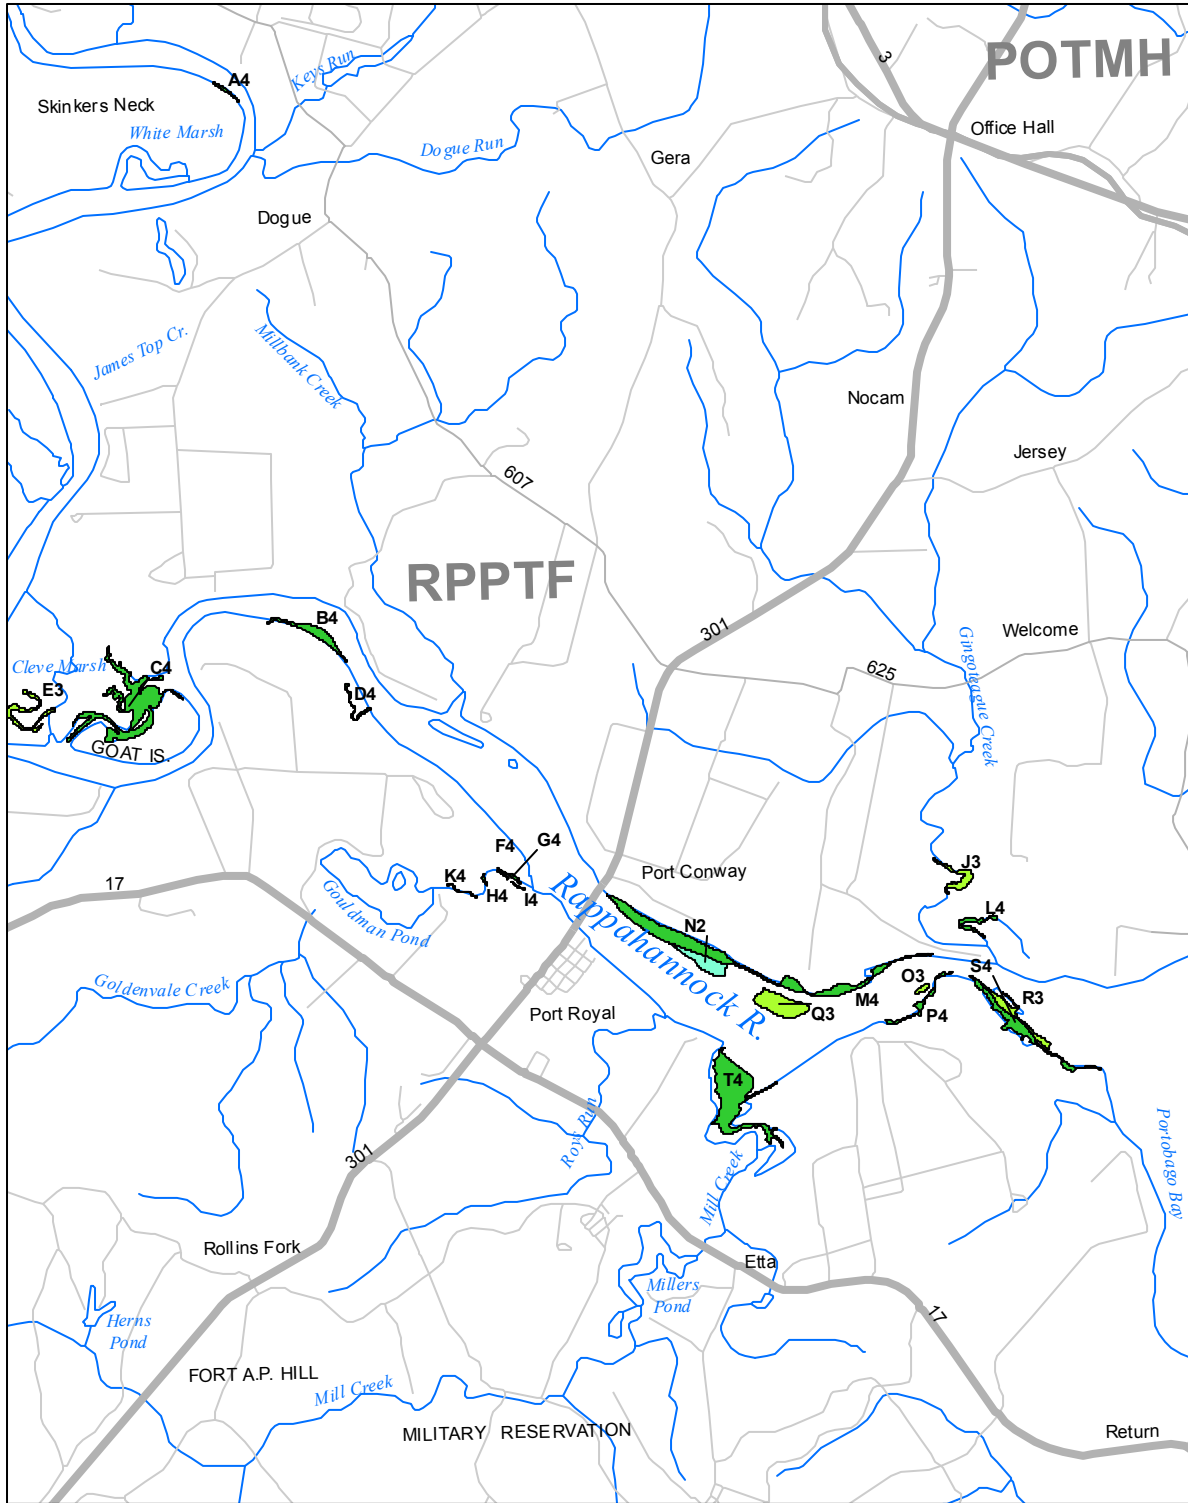 POTMH
3
A4
Keys Run
Skinkers Neck
White Marsh
Office Hall
Dogue Run
Gera
Dogue
James Top Cr.
Millbank Creek
Nocam
Jersey
607
RPPTF
B4
301
Welcome
Gingoteague Creek
Cleve Marsh
C4
625
E3
D4
GOAT IS.
F4
G4
J3
Port Conway
17
K4
H4
I4
Gouldman Pond
L4
Rappahannock R.
N2
S4
O3
R3
M4
Goldenvale Creek
Port Royal
Q3
P4
T4
Roys Run
Portobago Bay
301
Mill Creek
Rollins Fork
Etta
Millers
Pond
Herns
Pond
17
FORT A.P. HILL
Mill Creek
MILITARY RESERVATION
Return